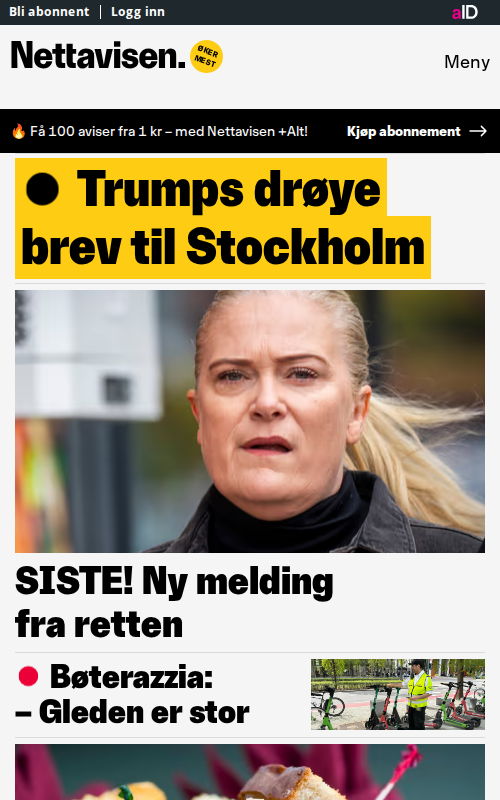 Bli abonnent Logg inn
aID
Nettavisen.
ØKER
MEST
Meny
🔥 Få 100 aviser fra 1 kr – med Nettavisen +Alt! Kjøp abonnement →
Trumps drøye
brev til Stockholm
SISTE! Ny melding
fra retten
Bøterazzia:
– Gleden er stor